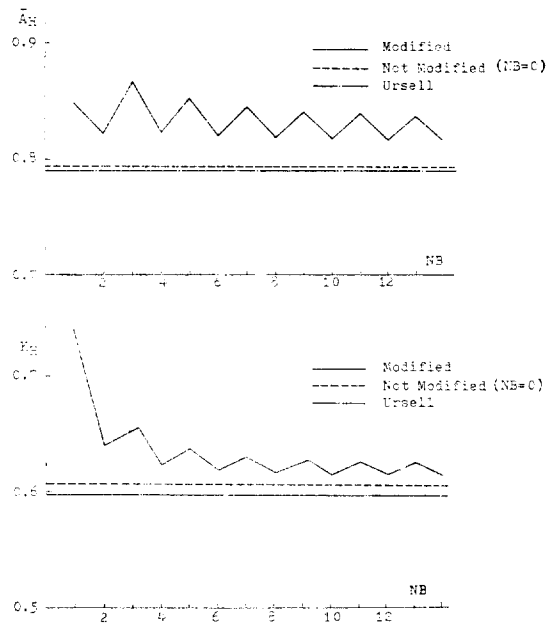 Ā_H
0.9
Modified
Not Modified (NB=0)
Ursell
0.8
0.7
NB
2 4 6 8 10 12
K_H
0.7
Modified
Not Modified (NB=0)
Ursell
0.6
0.5
NB
2 4 6 8 10 12